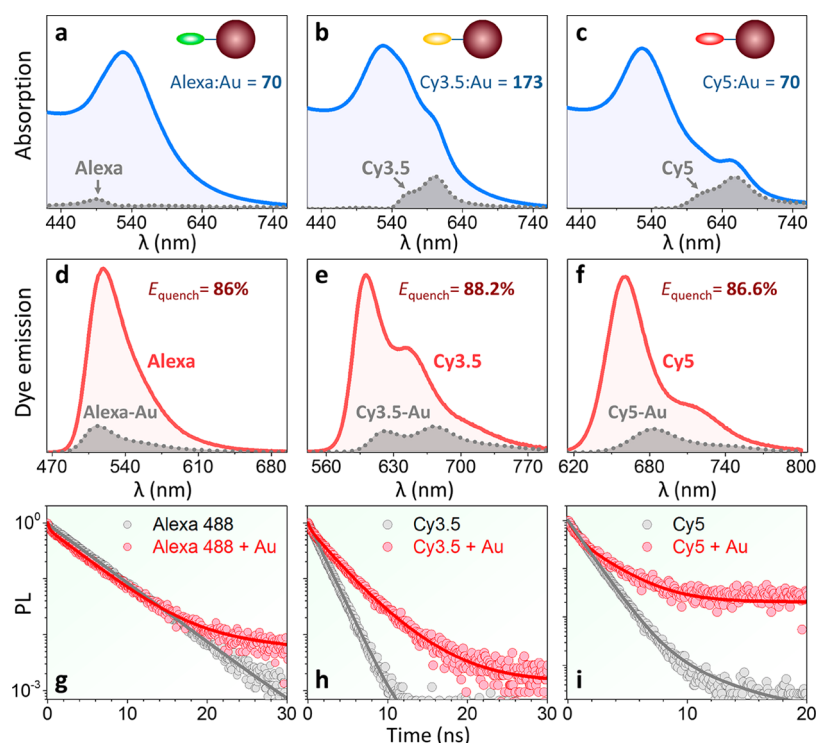 a
Alexa:Au = 70
Alexa
b
Cy3.5:Au = 173
Cy3.5
c
Cy5:Au = 70
Cy5
Absorption
440 540 640 740
440 540 640 740
440 540 640 740
λ (nm)
λ (nm)
λ (nm)
d
Equench= 86%
Alexa
Alexa-Au
e
Equench= 88.2%
Cy3.5
Cy3.5-Au
f
Equench= 86.6%
Cy5
Cy5-Au
Dye emission
470 540 610 680
560 630 700 770
620 680 740 800
λ (nm)
λ (nm)
λ (nm)
10^0
Alexa 488
Alexa 488 + Au
Cy3.5
Cy3.5 + Au
Cy5
Cy5 + Au
PL
10^-3
g
h
i
0 10 20 30
0 10 20 30
0 10 20
Time (ns)